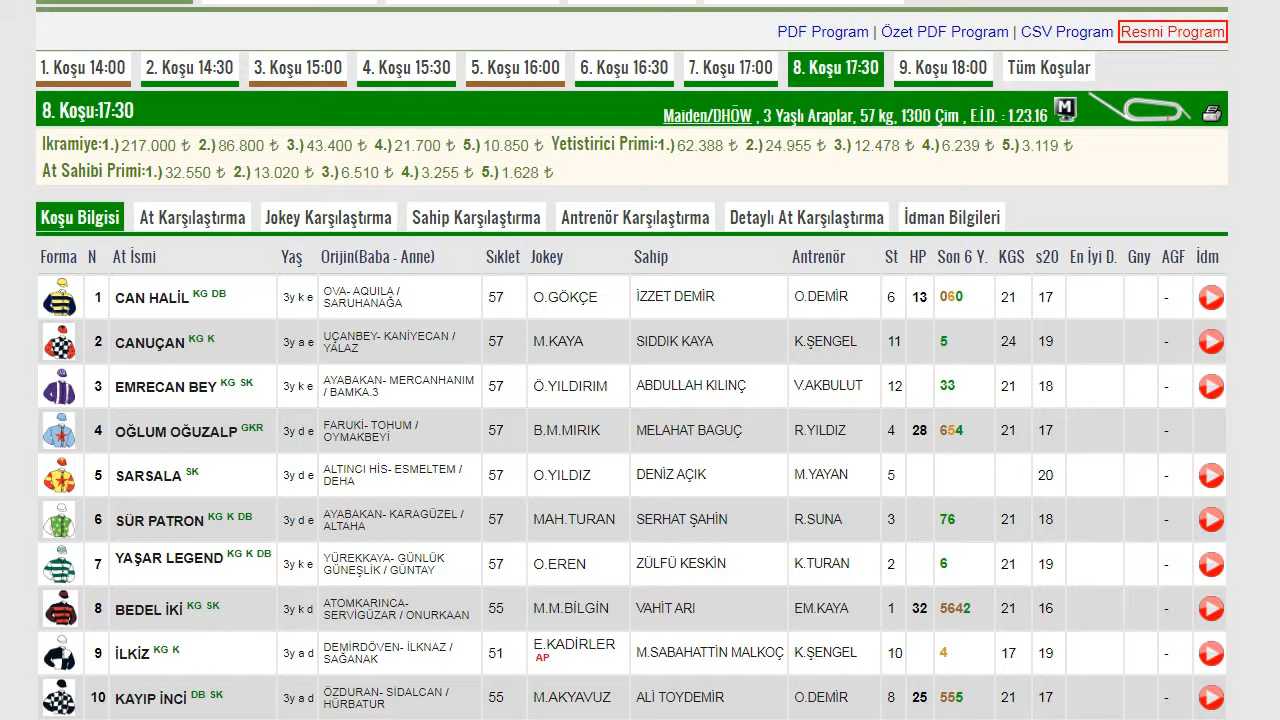 PDF Program | Özet PDF Program | CSV Program Resmi Program
1. Koşu 14:00 2. Koşu 14:30 3. Koşu 15:00 4. Koşu 15:30 5. Koşu 16:00 6. Koşu 16:30 7. Koşu 17:00 8. Koşu 17:30 9. Koşu 18:00 Tüm Koşular
8. Koşu:17:30 Maiden/DHÖW , 3 Yaşlı Araplar, 57 kg, 1300 Çim , E.İ.D. : 1.23.16 M
Ikramiye:1.) 217.000 ₺ 2.) 86.800 ₺ 3.) 43.400 ₺ 4.) 21.700 ₺ 5.) 10.850 ₺ Yetistirici Primi:1.) 62.388 ₺ 2.) 24.955 ₺ 3.) 12.478 ₺ 4.) 6.239 ₺ 5.) 3.119 ₺
At Sahibi Primi:1.) 32.550 ₺ 2.) 13.020 ₺ 3.) 6.510 ₺ 4.) 3.255 ₺ 5.) 1.628 ₺
Koşu Bilgisi At Karşılaştırma Jokey Karşılaştırma Sahip Karşılaştırma Antrenör Karşılaştırma Detaylı At Karşılaştırma İdman Bilgileri
Forma N At İsmi Yaş Orijin(Baba - Anne) Sıklet Jokey Sahip Antrenör St HP Son 6 Y. KGS s20 En İyi D. Gny AGF İdm
1 CAN HALİL KG DB 3y k e OVA- AQUILA / SARUHANAĞA 57 O.GÖKÇE İZZET DEMİR O.DEMİR 6 13 060 21 17 -
2 CANUÇAN KG K 3y a e UÇANBEY- KANİYECAN / YALAZ 57 M.KAYA SIDDIK KAYA K.ŞENGEL 11 5 24 19 -
3 EMRECAN BEY KG SK 3y k e AYABAKAN- MERCANHANIM / BAMKA.3 57 Ö.YILDIRIM ABDULLAH KILINÇ V.AKBULUT 12 33 21 18 -
4 OĞLUM OĞUZALP GKR 3y d e FARUKİ- TOHUM / OYMAKBEYİ 57 B.M.MIRIK MELAHAT BAGUÇ R.YILDIZ 4 28 654 21 17 -
5 SARSALA SK 3y d e ALTINCI HİS- ESMELTEM / DEHA 57 O.YILDIZ DENİZ AÇIK M.YAYAN 5 20 -
6 SÜR PATRON KG K DB 3y d e AYABAKAN- KARAGÜZEL / ALTAHA 57 MAH.TURAN SERHAT ŞAHİN R.SUNA 3 76 21 18 -
7 YAŞAR LEGEND KG K DB 3y k e YÜREKKAYA- GÜNLÜK GÜNEŞLİK / GÜNTAY 57 O.EREN ZÜLFÜ KESKİN K.TURAN 2 6 21 19 -
8 BEDEL İKİ KG SK 3y k d ATOMKARINCA- SERVİGÜZAR / ONURKAAN 55 M.M.BİLGİN VAHİT ARI EM.KAYA 1 32 5642 21 16 -
9 İLKİZ KG K 3y a d DEMİRDÖVEN- İLKNAZ / SAĞANAK 51 E.KADİRLER AP M.SABAHATTİN MALKOÇ K.ŞENGEL 10 4 17 19 -
10 KAYIP İNCİ DB SK 3y a d ÖZDURAN- SİDALCAN / HÜRBATUR 55 M.AKYAVUZ ALİ TOYDEMİR O.DEMİR 8 25 555 21 17 -